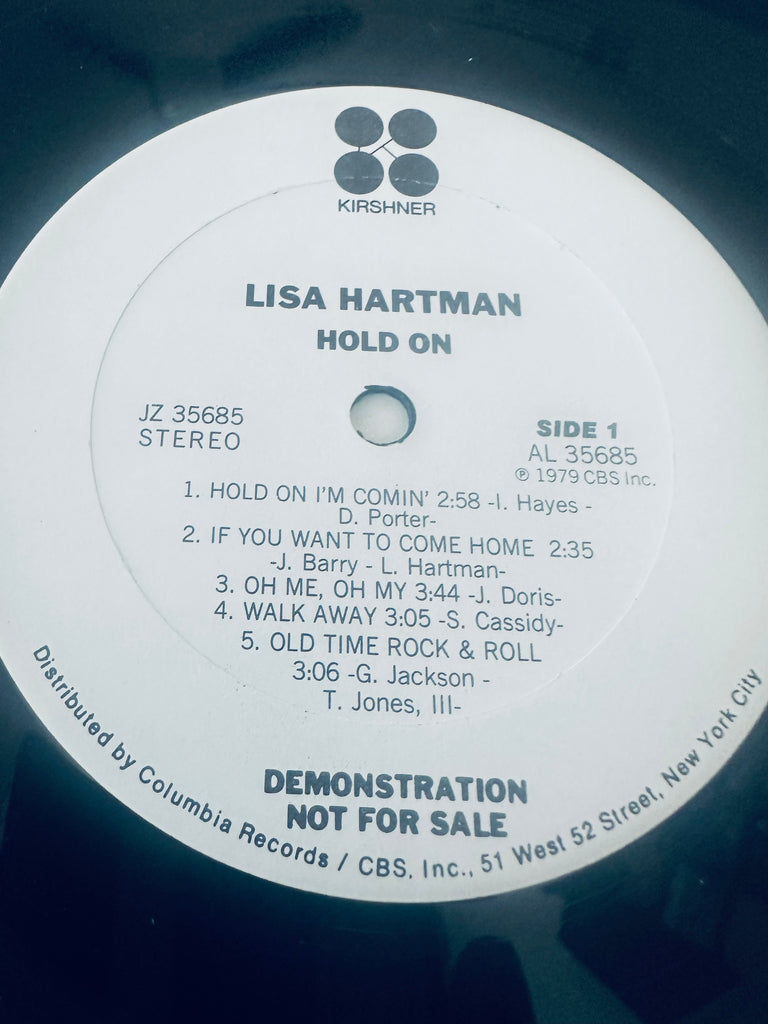 KIRSHNER
LISA HARTMAN
HOLD ON
JZ 35685
STEREO
SIDE 1
AL 35685
℗ 1979 CBS Inc.
1. HOLD ON I'M COMIN' 2:58 -I. Hayes -
D. Porter-
2. IF YOU WANT TO COME HOME 2:35
-J. Barry - L. Hartman-
3. OH ME, OH MY 3:44 -J. Doris-
4. WALK AWAY 3:05 -S. Cassidy-
5. OLD TIME ROCK & ROLL
3:06 -G. Jackson -
T. Jones, III-
DEMONSTRATION
NOT FOR SALE
Distributed by Columbia Records / CBS, Inc., 51 West 52 Street, New York City